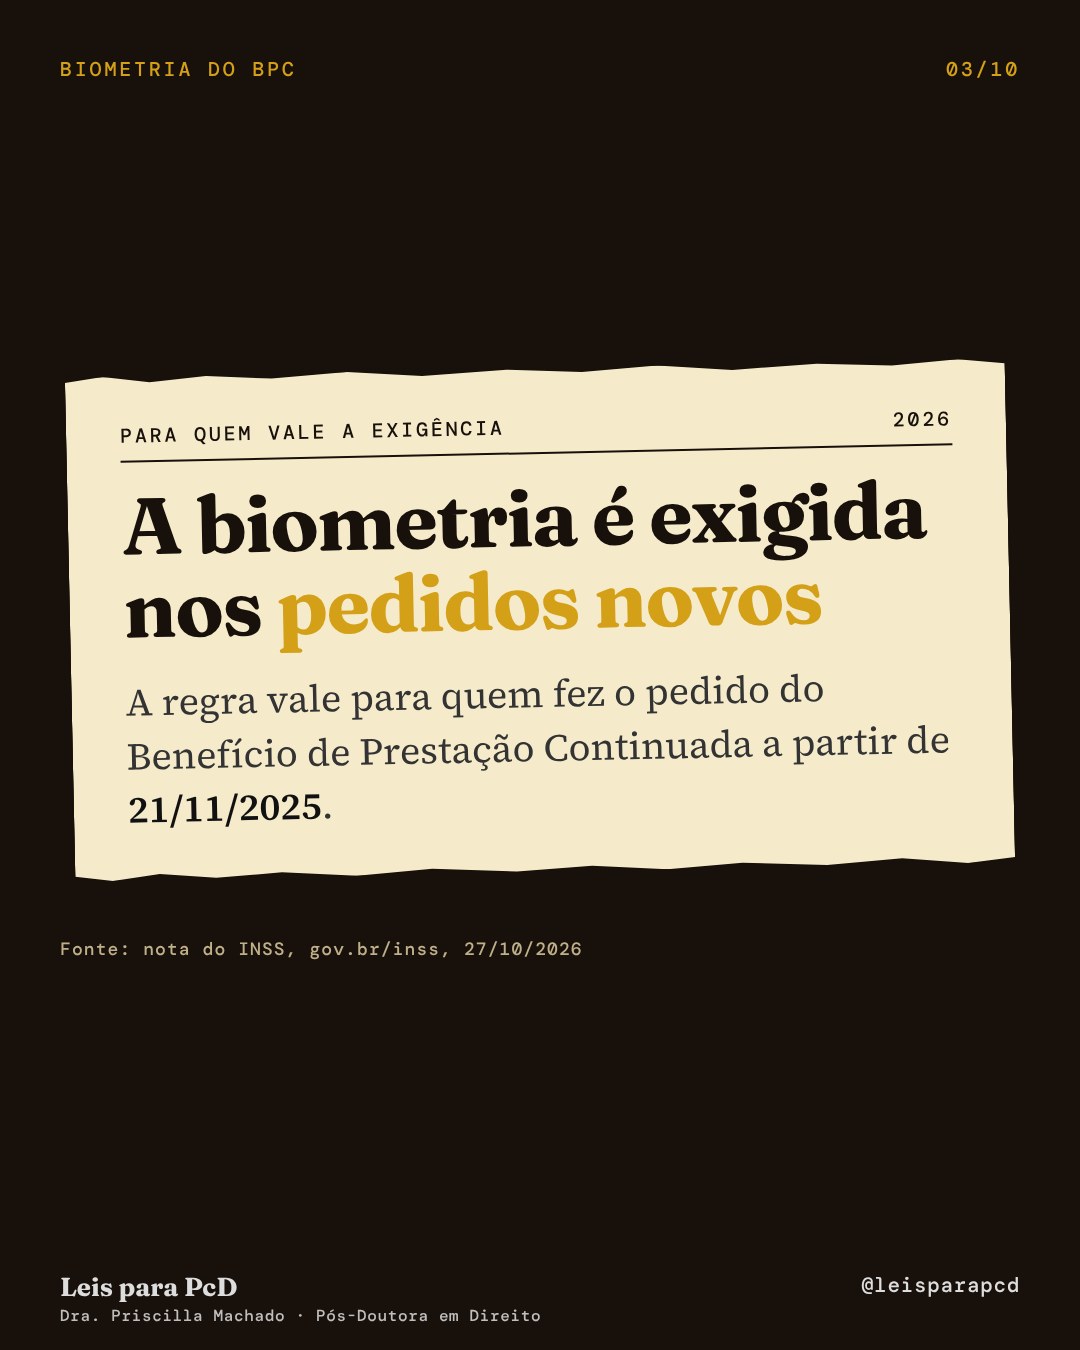 BIOMETRIA DO BPC
03/10
PARA QUEM VALE A EXIGÊNCIA
2026
A biometria é exigida
nos pedidos novos
A regra vale para quem fez o pedido do
Benefício de Prestação Continuada a partir de
21/11/2025.
Fonte: nota do INSS, gov.br/inss, 27/10/2026
Leis para PcD
Dra. Priscilla Machado · Pós-Doutora em Direito
@leisparapcd